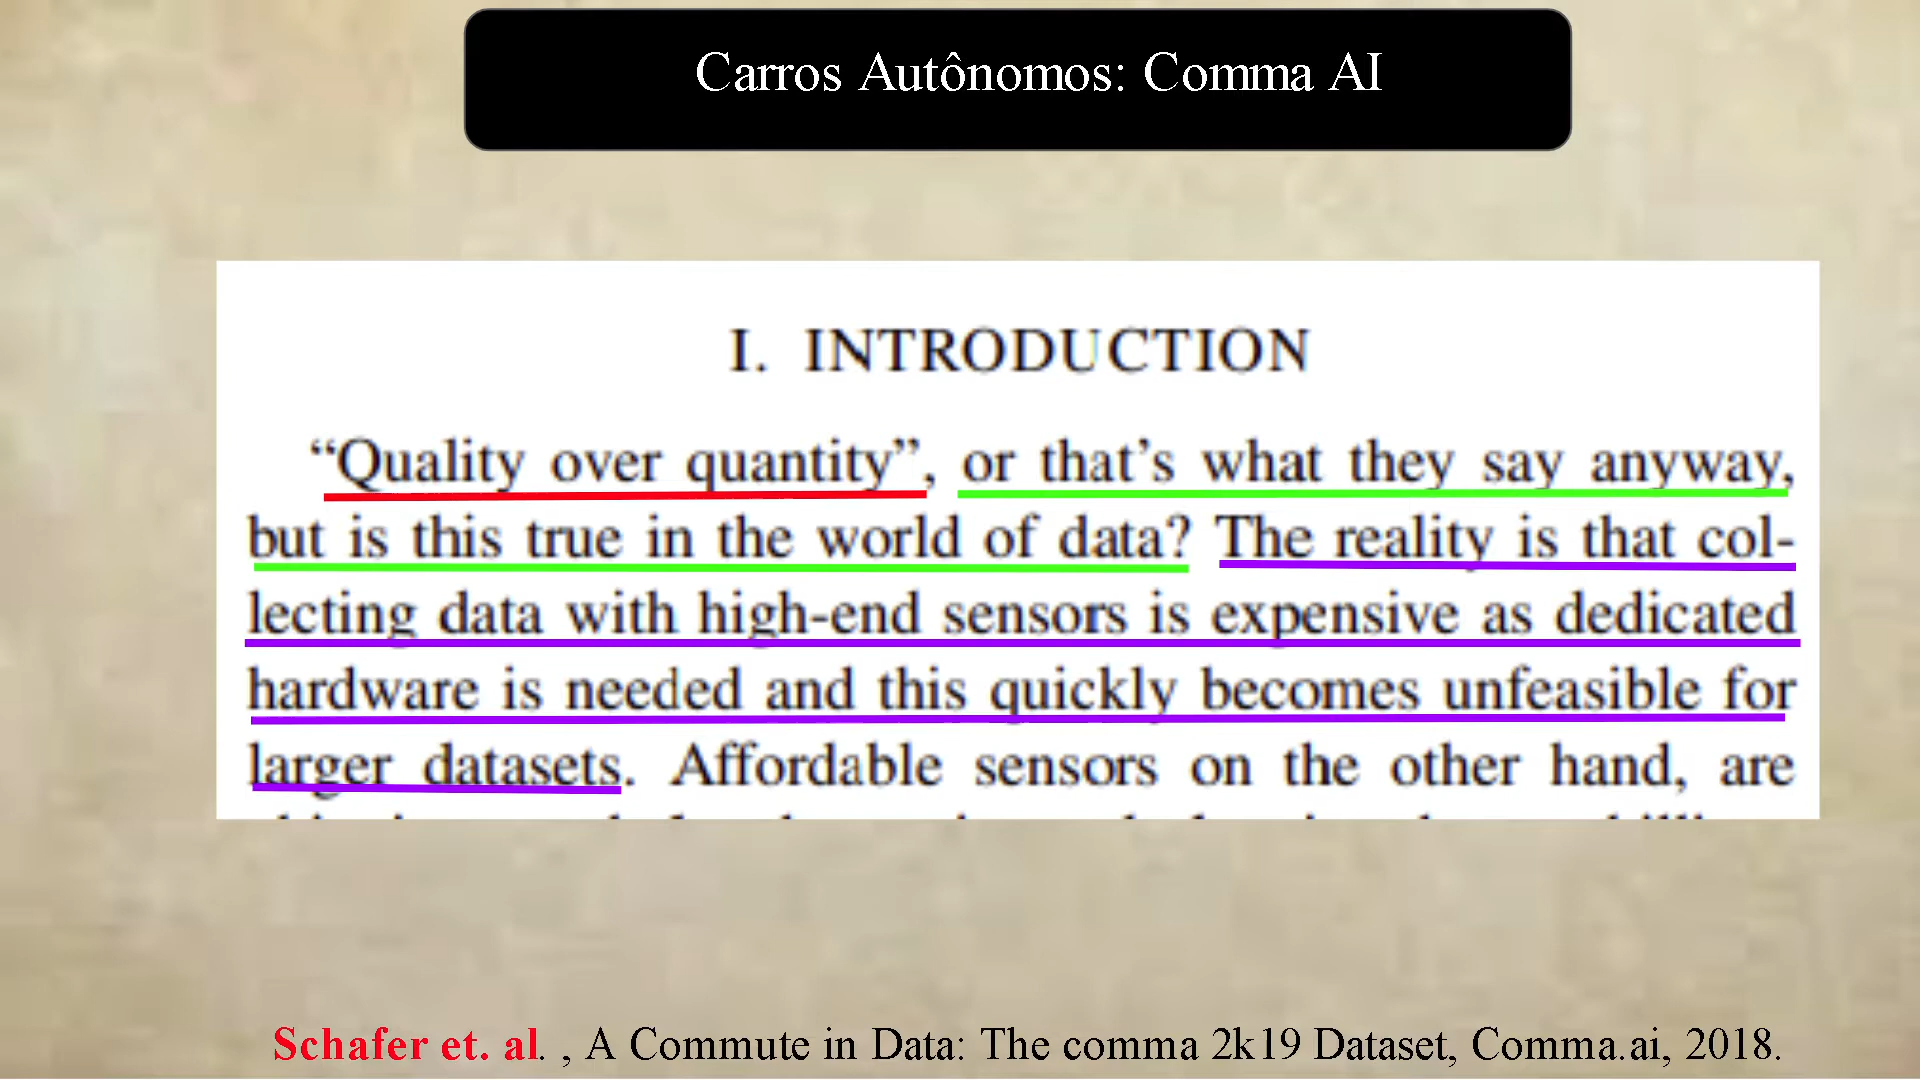 Carros Autônomos: Comma AI
I. INTRODUCTION
“Quality over quantity”, or that’s what they say anyway,
but is this true in the world of data? The reality is that col-
lecting data with high-end sensors is expensive as dedicated
hardware is needed and this quickly becomes unfeasible for
larger datasets. Affordable sensors on the other hand, are
Schafer et. al. , A Commute in Data: The comma 2k19 Dataset, Comma.ai, 2018.